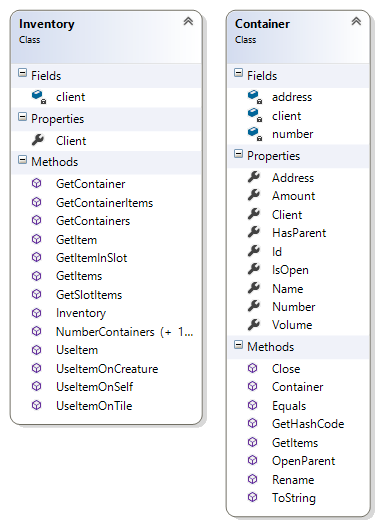 Inventory
Class
Fields
client
Properties
Client
Methods
GetContainer
GetContainerItems
GetContainers
GetItem
GetItemInSlot
GetItems
GetSlotItems
Inventory
NumberContainers (+ 1...
UseItem
UseItemOnCreature
UseItemOnSelf
UseItemOnTile
Container
Class
Fields
address
client
number
Properties
Address
Amount
Client
HasParent
Id
IsOpen
Name
Number
Volume
Methods
Close
Container
Equals
GetHashCode
GetItems
OpenParent
Rename
ToString